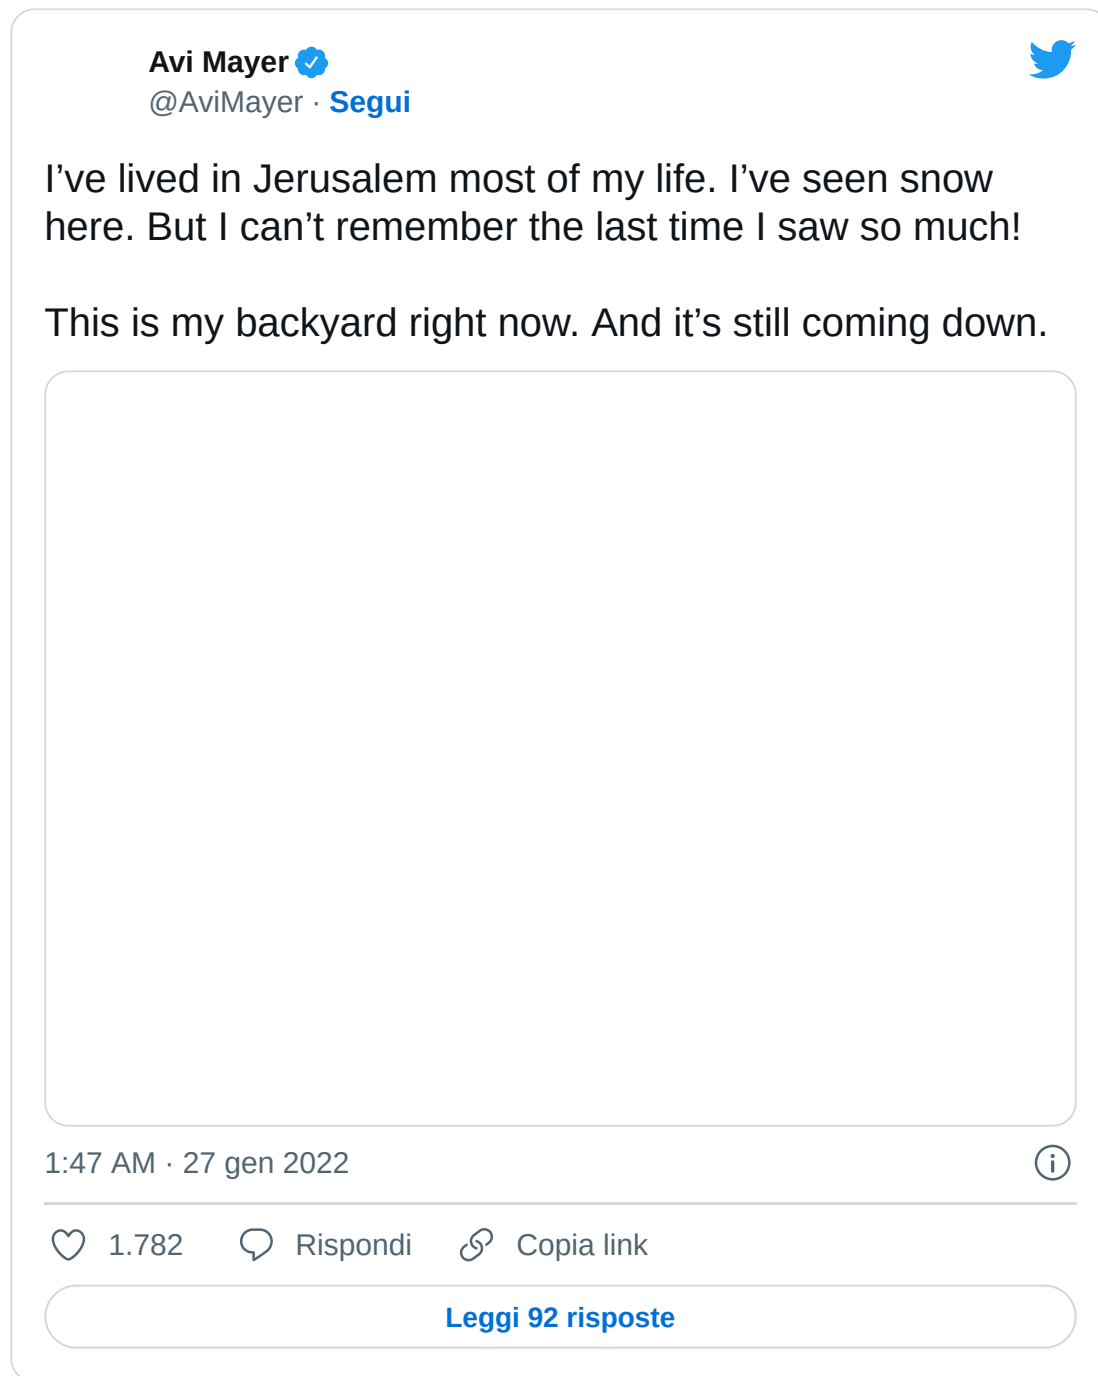 Avi Mayer
@AviMayer · Segui
I’ve lived in Jerusalem most of my life. I’ve seen snow
here. But I can’t remember the last time I saw so much!
This is my backyard right now. And it’s still coming down.
1:47 AM · 27 gen 2022
1.782 Rispondi Copia link
Leggi 92 risposte